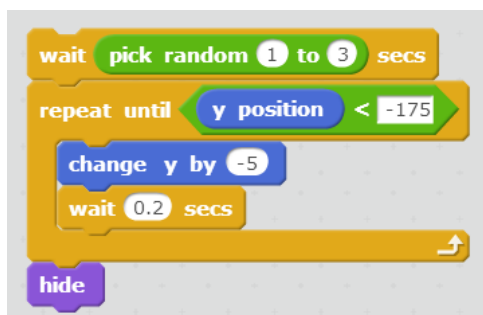 wait pick random 1 to 3 secs
repeat until y position < -175
change y by -5
wait 0.2 secs
hide